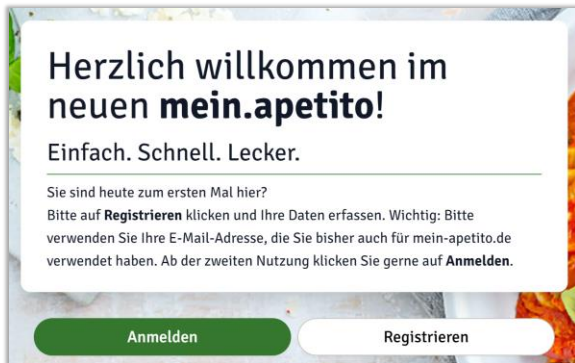 Herzlich willkommen im
neuen mein.apetito!
Einfach. Schnell. Lecker.
Sie sind heute zum ersten Mal hier?
Bitte auf Registrieren klicken und Ihre Daten erfassen. Wichtig: Bitte
verwenden Sie Ihre E-Mail-Adresse, die Sie bisher auch für mein-apetito.de
verwendet haben. Ab der zweiten Nutzung klicken Sie gerne auf Anmelden.
Anmelden Registrieren